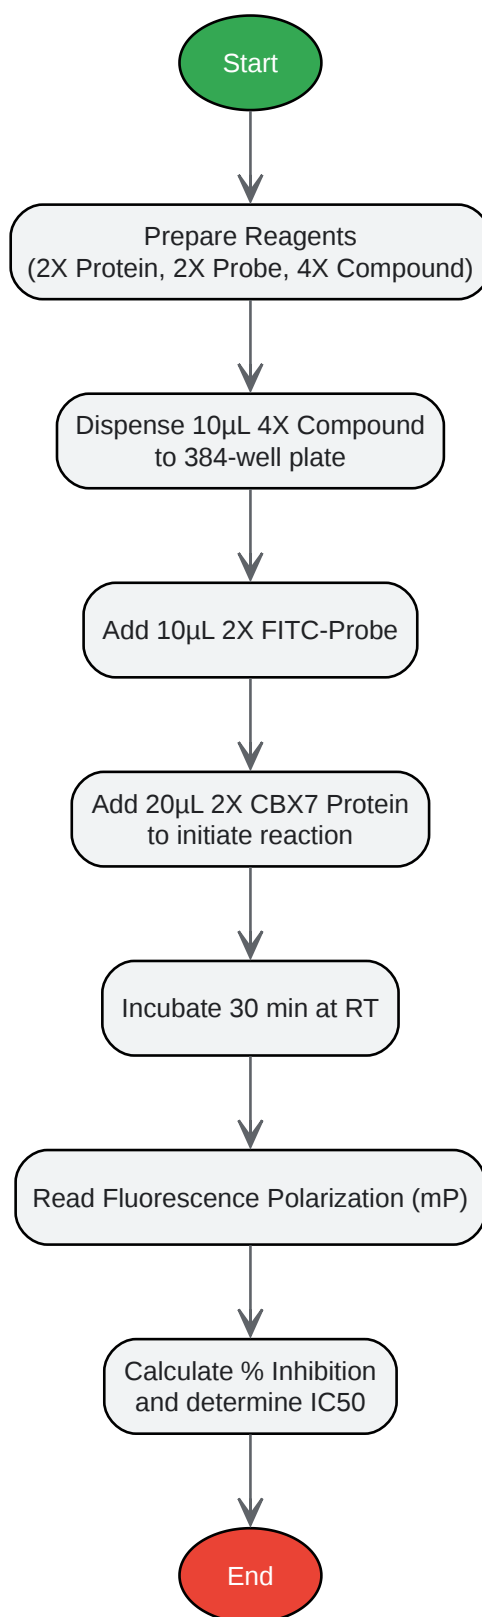 Start
Prepare Reagents
(2X Protein, 2X Probe, 4X Compound)
Dispense 10µL 4X Compound
to 384-well plate
Add 10µL 2X FITC-Probe
Add 20µL 2X CBX7 Protein
to initiate reaction
Incubate 30 min at RT
Read Fluorescence Polarization (mP)
Calculate % Inhibition
and determine IC50
End